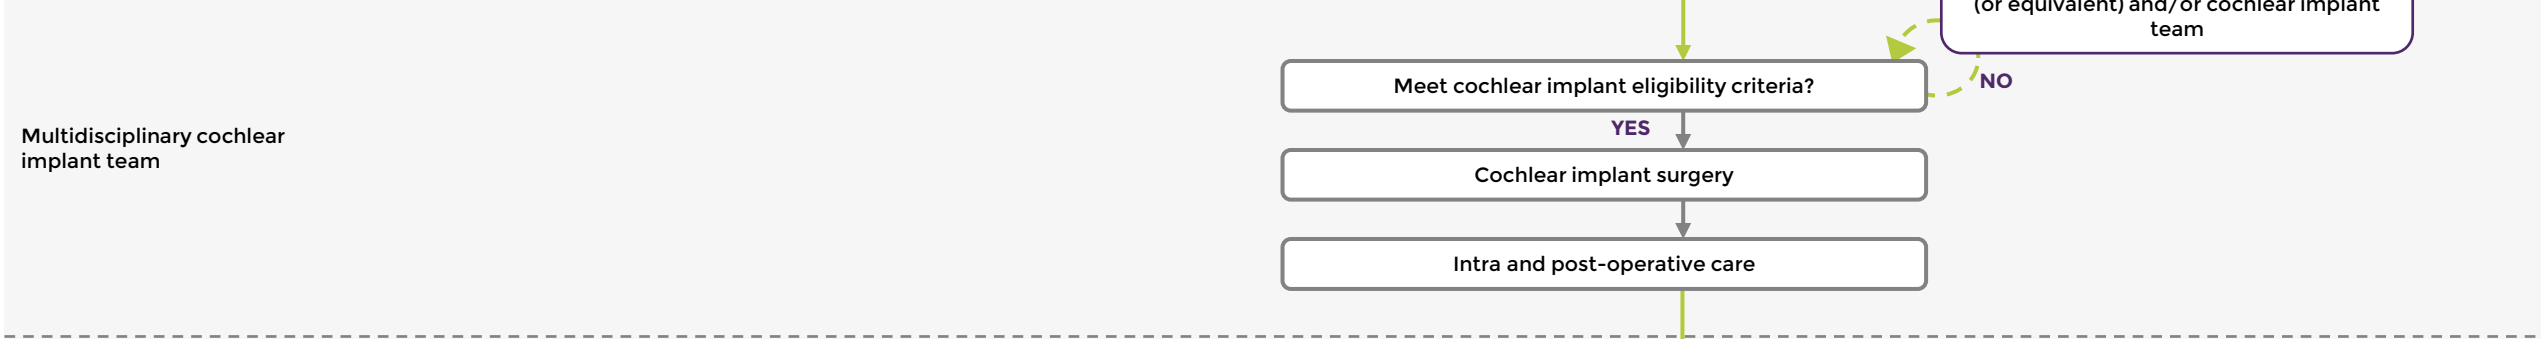 (or equivalent) and/or cochlear implant
team
Meet cochlear implant eligibility criteria?
NO
YES
Multidisciplinary cochlear
implant team
Cochlear implant surgery
Intra and post-operative care